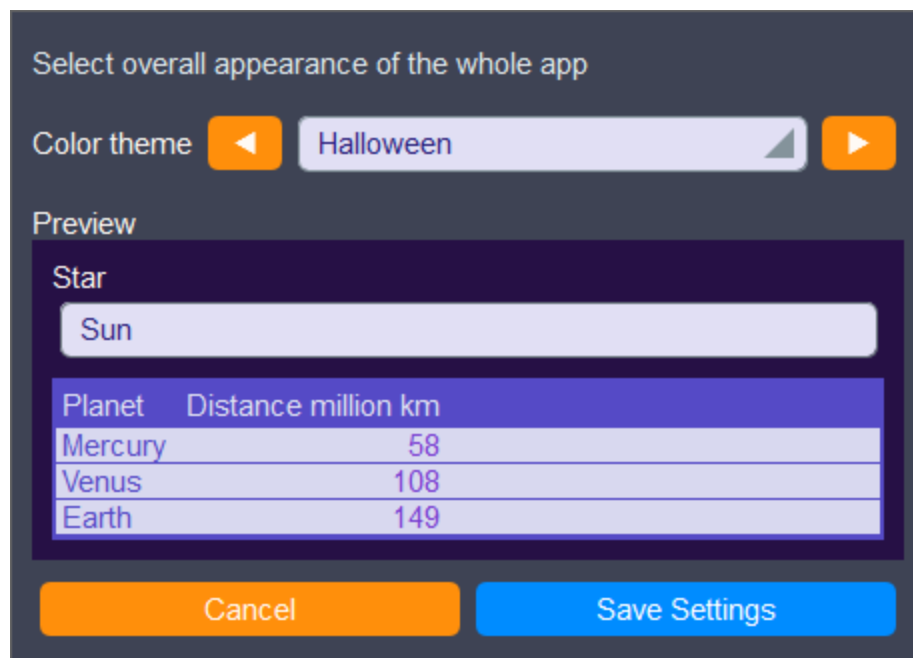 Select overall appearance of the whole app
Color theme Halloween
Preview
Star
Sun
Planet Distance million km
Mercury 58
Venus 108
Earth 149
Cancel Save Settings